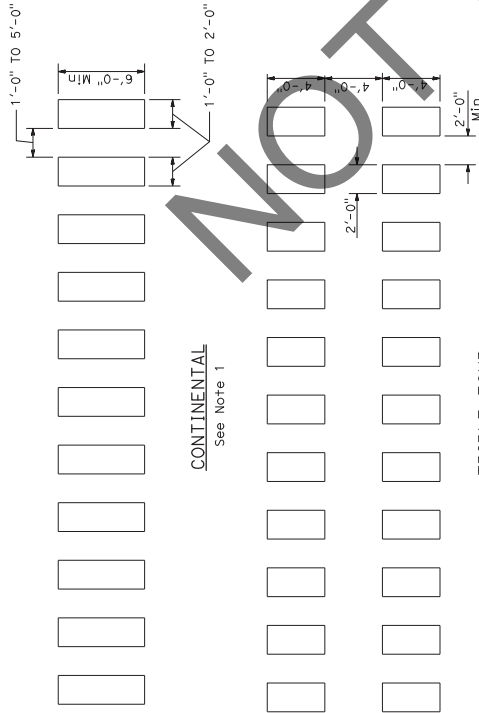 1'-0" TO 5'-0"
6'-0" Min
1'-0" TO 2'-0"
CONTINENTAL
See Note 1
4'-0"
4'-0"
4'-0"
2'-0"
2'-0"
Min
NOT